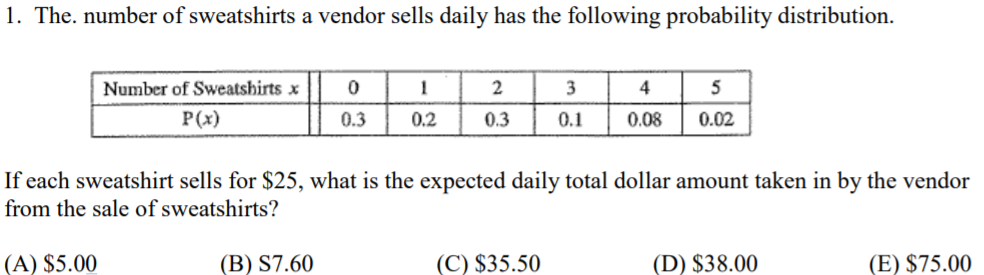 1. The. number of sweatshirts a vendor sells daily has the following probability distribution.
Number of Sweatshirts x 0 1 2 3 4 5
P(x) 0.3 0.2 0.3 0.1 0.08 0.02
If each sweatshirt sells for $25, what is the expected daily total dollar amount taken in by the vendor
from the sale of sweatshirts?
(A) $5.00 (B) S7.60 (C) $35.50 (D) $38.00 (E) $75.00